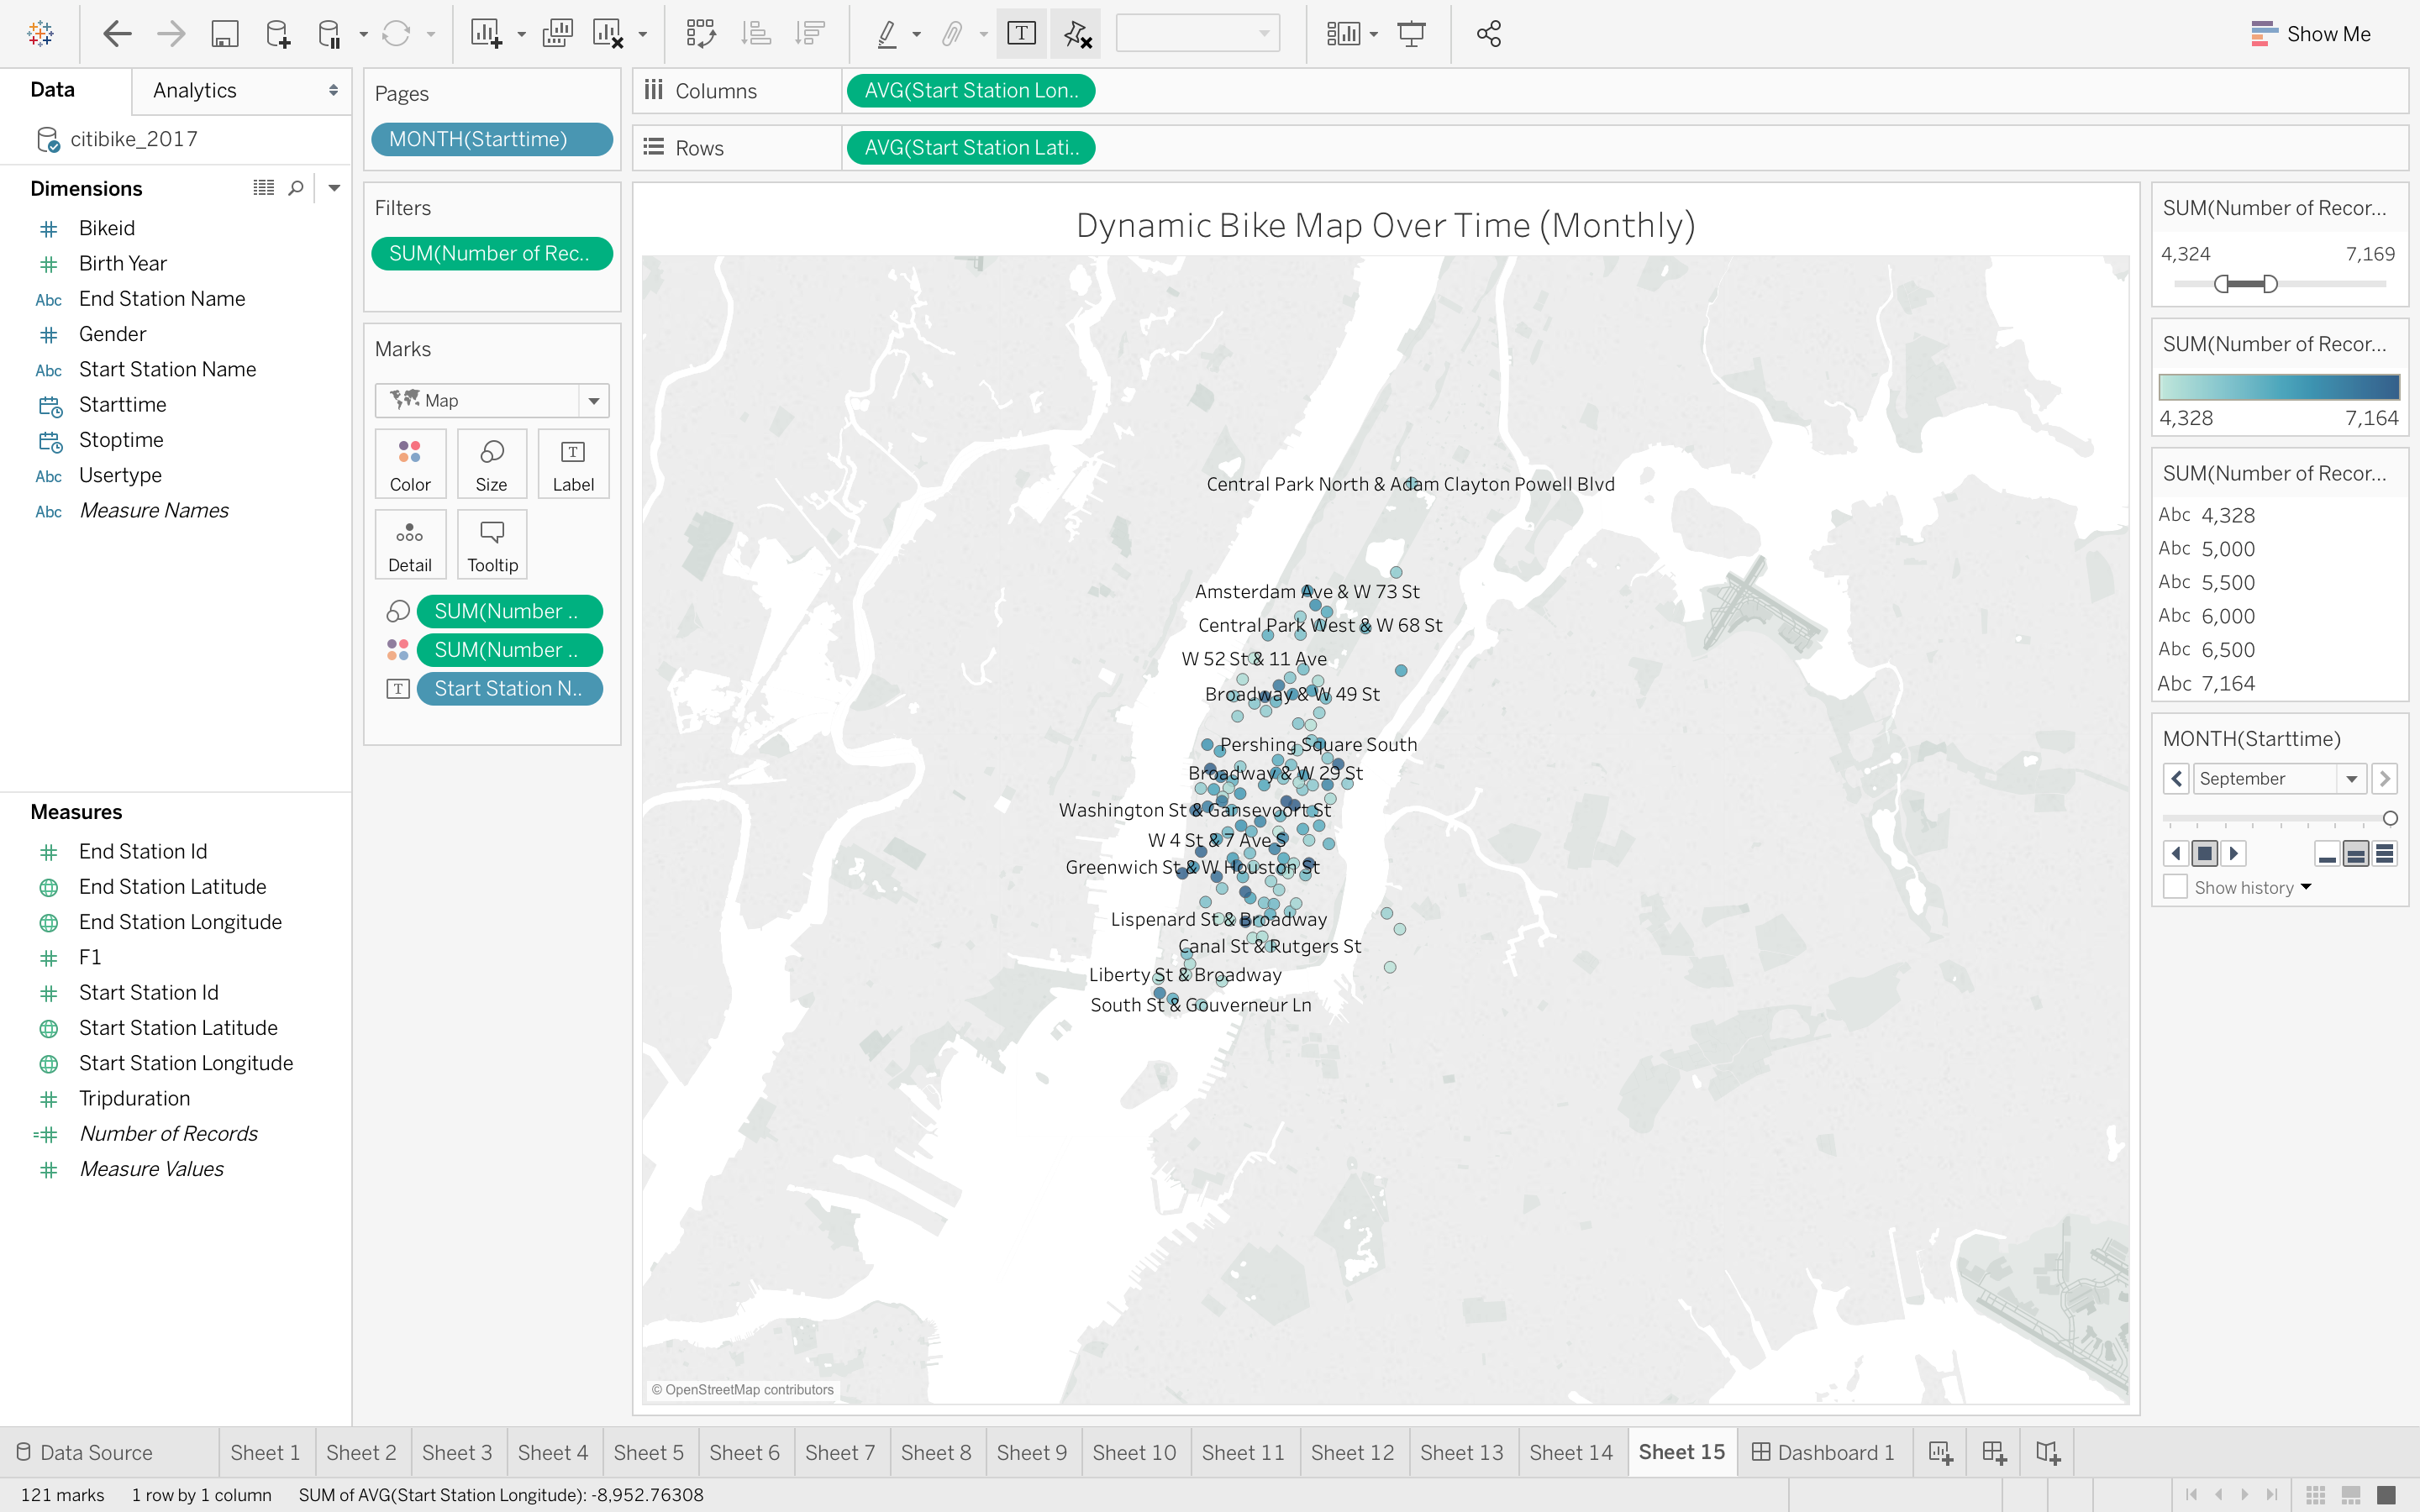 Show Me
Data
Analytics
citibike_2017
Dimensions
Bikeid
Birth Year
End Station Name
Gender
Start Station Name
Starttime
Stoptime
Usertype
Measure Names
Measures
End Station Id
End Station Latitude
End Station Longitude
F1
Start Station Id
Start Station Latitude
Start Station Longitude
Tripduration
Number of Records
Measure Values
Pages
MONTH(Starttime)
Filters
SUM(Number of Rec..
Marks
Map
Color
Size
Label
Detail
Tooltip
SUM(Number ..
SUM(Number ..
Start Station N..
Columns
AVG(Start Station Lon..
Rows
AVG(Start Station Lati..
Dynamic Bike Map Over Time (Monthly)
Central Park North & Adam Clayton Powell Blvd
Amsterdam Ave & W 73 St
Central Park West & W 68 St
W 52 St & 11 Ave
Broadway & W 49 St
Pershing Square South
Broadway & W 29 St
Washington St & Gansevoort St
W 4 St & 7 Ave S
Greenwich St & W Houston St
Lispenard St & Broadway
Canal St & Rutgers St
Liberty St & Broadway
South St & Gouverneur Ln
© OpenStreetMap contributors
SUM(Number of Recor...
4,324 7,169
SUM(Number of Recor...
4,328 7,164
SUM(Number of Recor...
Abc 4,328
Abc 5,000
Abc 5,500
Abc 6,000
Abc 6,500
Abc 7,164
MONTH(Starttime)
September
Show history
Data Source
Sheet 1
Sheet 2
Sheet 3
Sheet 4
Sheet 5
Sheet 6
Sheet 7
Sheet 8
Sheet 9
Sheet 10
Sheet 11
Sheet 12
Sheet 13
Sheet 14
Sheet 15
Dashboard 1
121 marks
1 row by 1 column
SUM of AVG(Start Station Longitude): -8,952.76308